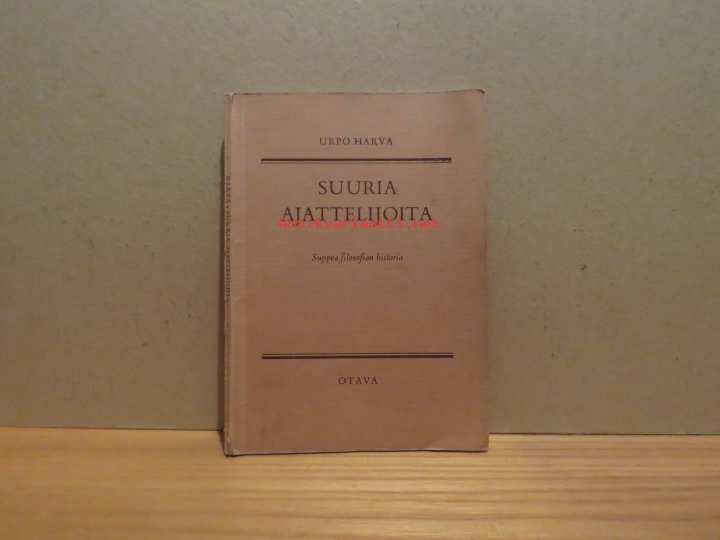 URPO HARVA
SUURIA
AJATTELIJOITA
Suppea filosofian historia
OTAVA